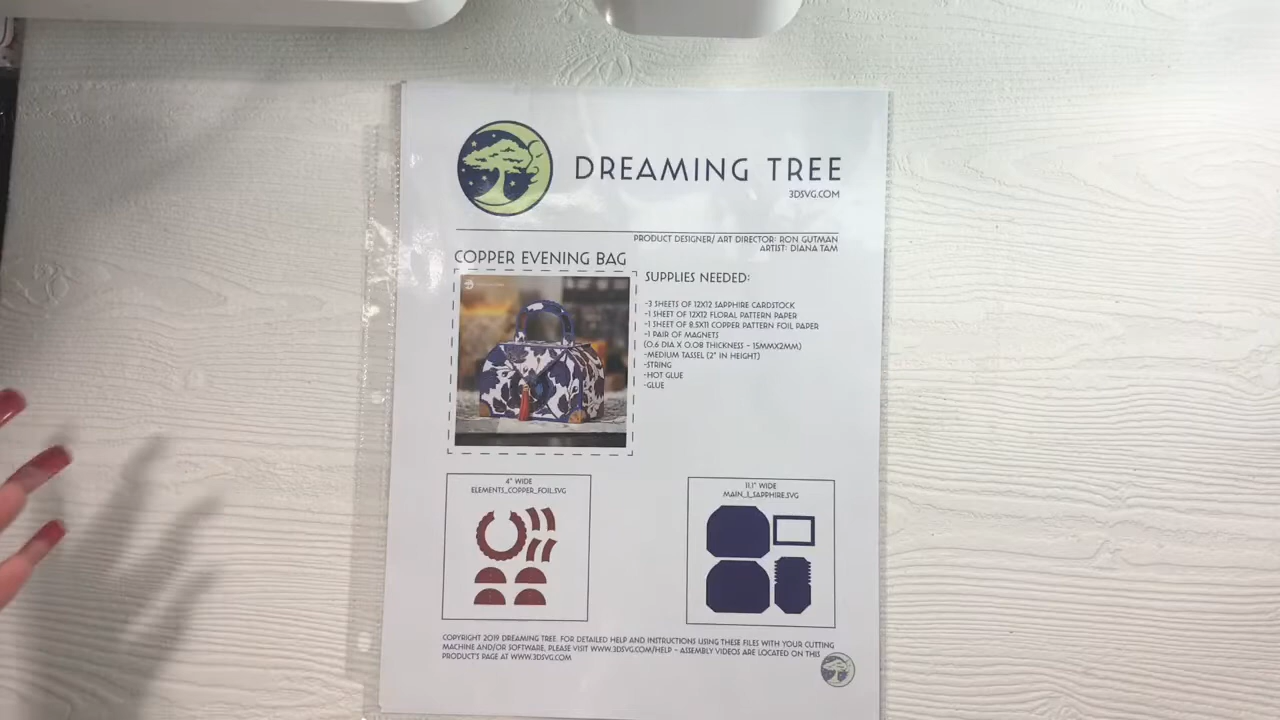 DREAMING TREE
3DSVG.COM
PRODUCT DESIGNER/ ART DIRECTOR: RON GUTMAN
ARTIST: DIANA TAM
COPPER EVENING BAG
SUPPLIES NEEDED:
-3 SHEETS OF 12X12 SAPPHIRE CARDSTOCK
-1 SHEET OF 12X12 FLORAL PATTERN PAPER
-1 SHEET OF 8.5X11 COPPER PATTERN FOIL PAPER
-1 PAIR OF MAGNETS
(0.6 DIA X 0.08 THICKNESS - 15MMX2MM)
-MEDIUM TASSEL (2" IN HEIGHT)
-STRING
-HOT GLUE
-GLUE
4" WIDE
ELEMENTS_COPPER_FOIL.SVG
11.1" WIDE
MAIN_1_SAPPHIRE.SVG
COPYRIGHT 2019 DREAMING TREE. FOR DETAILED HELP AND INSTRUCTIONS USING THESE FILES WITH YOUR CUTTING
MACHINE AND/OR SOFTWARE, PLEASE VISIT WWW.3DSVG.COM/HELP - ASSEMBLY VIDEOS ARE LOCATED ON THIS
PRODUCT'S PAGE AT WWW.3DSVG.COM